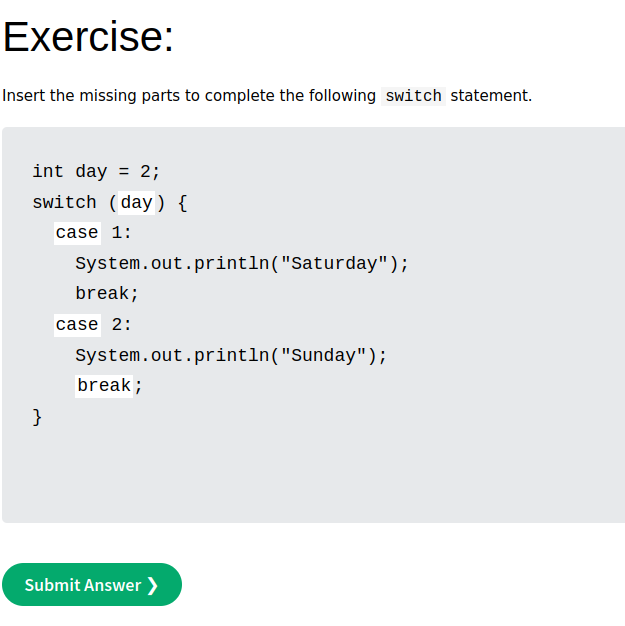 Exercise:
Insert the missing parts to complete the following switch statement.
int day = 2;
switch (day) {
  case 1:
    System.out.println("Saturday");
    break;
  case 2:
    System.out.println("Sunday");
    break;
}
Submit Answer ❯